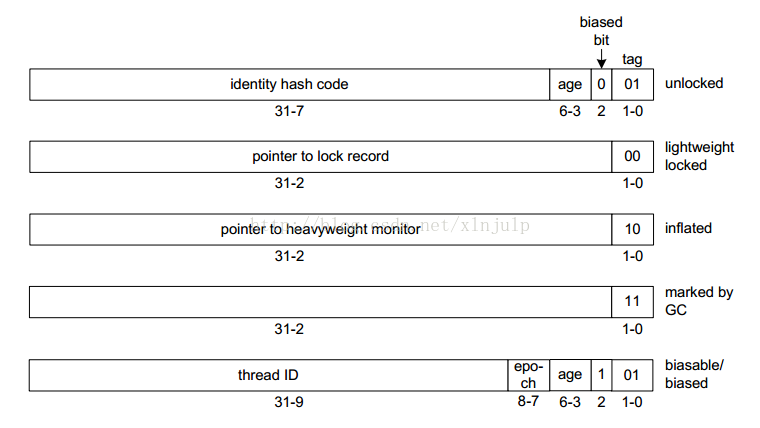 biased
bit
tag
identity hash code age 0 01 unlocked
31-7 6-3 2 1-0
pointer to lock record 00 lightweight
locked
31-2 1-0
http://blog.csdn.net/xlnjulp
pointer to heavyweight monitor 10 inflated
31-2 1-0
11 marked by
GC
31-2 1-0
thread ID epo-
ch age 1 01 biasable/
biased
31-9 8-7 6-3 2 1-0